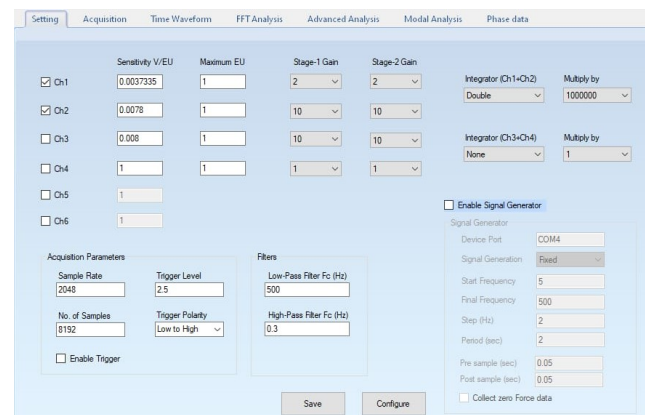 Setting Acquisition Time Waveform FFT Analysis Advanced Analysis Modal Analysis Phase data
Sensitivity V/EU Maximum EU Stage-1 Gain Stage-2 Gain
Ch1 0.0037335 1 2 2
Integrator (Ch1+Ch2) Multiply by
Double 1000000
Ch2 0.0078 1 10 10
Ch3 0.008 1 10 10
Integrator (Ch3+Ch4) Multiply by
None 1
Ch4 1 1 1 1
Ch5 1
Ch6 1
Enable Signal Generator
Signal Generator
Device Port COM4
Signal Generation Fixed
Start Frequency 5
Final Frequency 500
Step (Hz) 2
Period (sec) 2
Pre sample (sec) 0.05
Post sample (sec) 0.05
Collect zero Force data
Acquisition Parameters
Sample Rate Trigger Level
2048 2.5
No. of Samples Trigger Polarity
8192 Low to High
Enable Trigger
Filters
Low-Pass Filter Fc (Hz)
500
High-Pass Filter Fc (Hz)
0.3
Save Configure